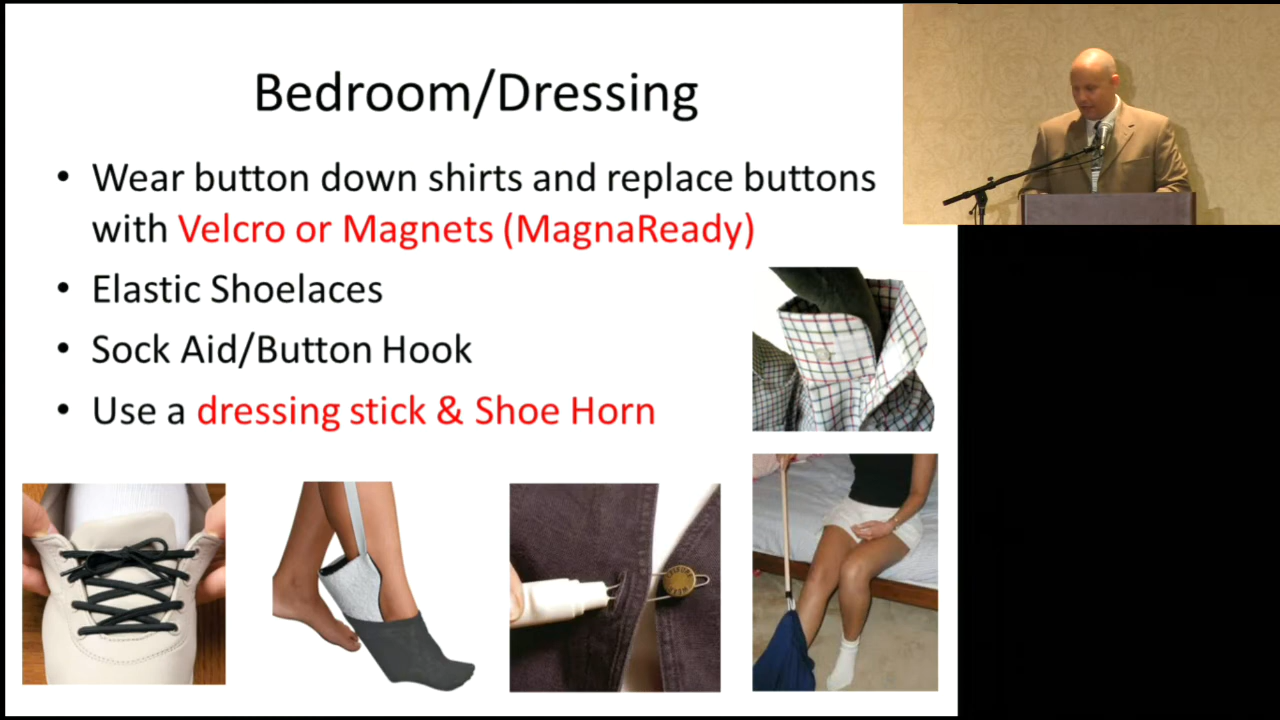 Bedroom/Dressing
• Wear button down shirts and replace buttons
with Velcro or Magnets (MagnaReady)
• Elastic Shoelaces
• Sock Aid/Button Hook
• Use a dressing stick & Shoe Horn